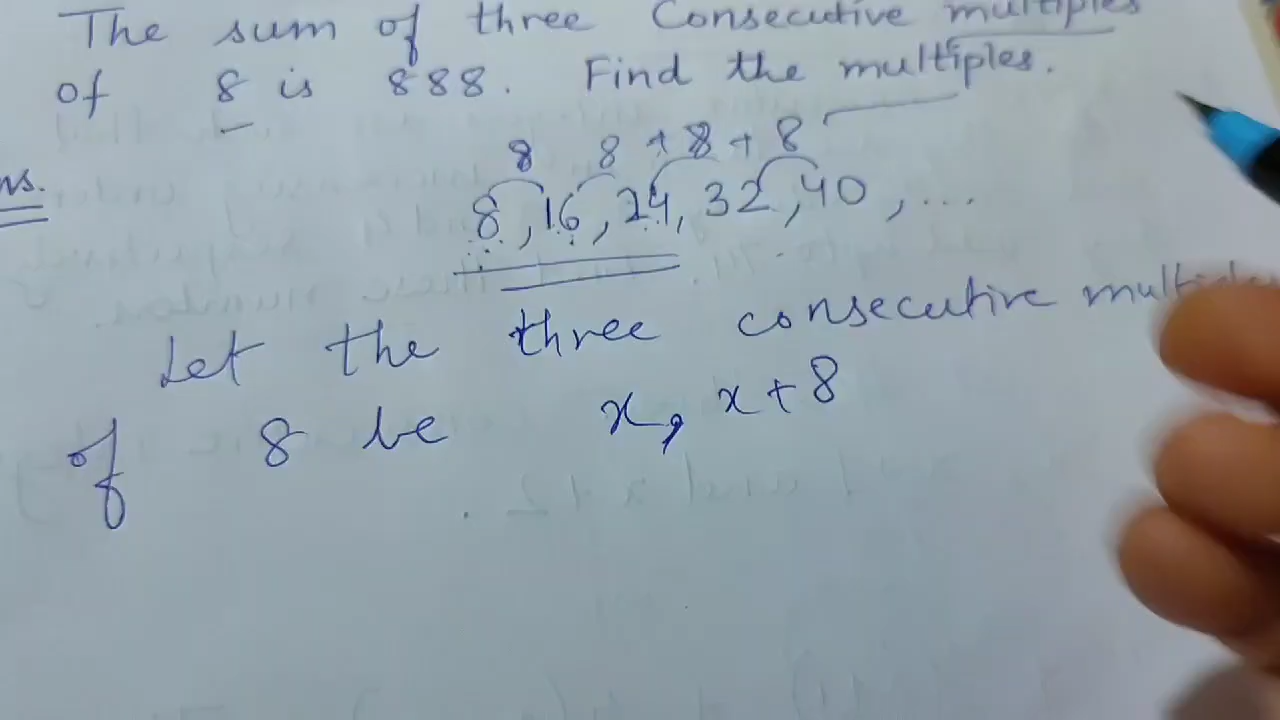 The sum of three Consecutive multiples
of 8 is 888. Find the multiples.
8 8 + 8 + 8
ns.
8, 16, 24, 32, 40, ...
Let the three consecutive
of 8 be x, x + 8